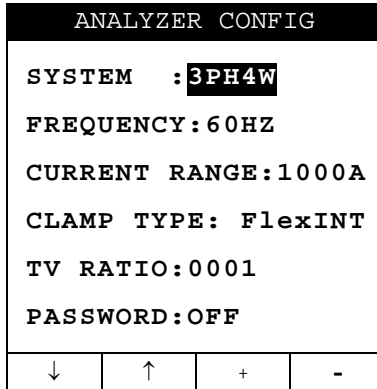 ANALYZER CONFIG
SYSTEM :3PH4W
FREQUENCY:60HZ
CURRENT RANGE:1000A
CLAMP TYPE: FlexINT
TV RATIO:0001
PASSWORD:OFF
↓ ↑ + -